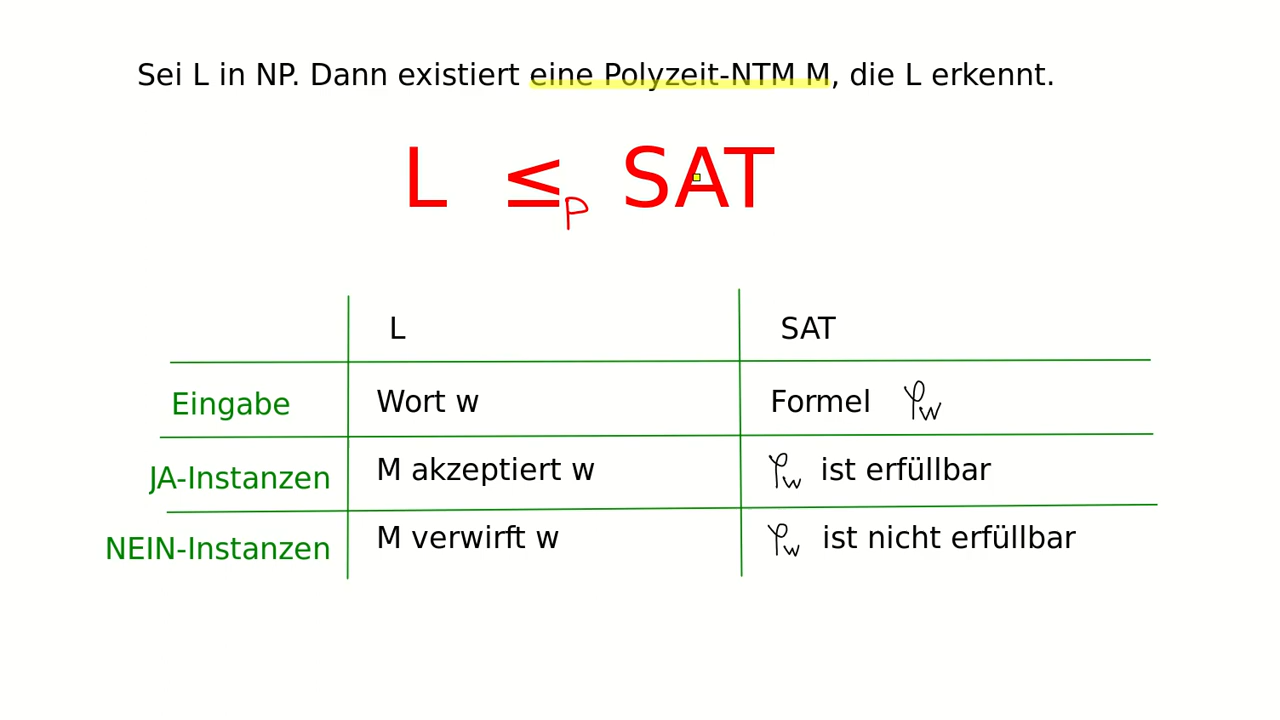 Sei L in NP. Dann existiert eine Polyzeit-NTM M, die L erkennt.
L ≤p SAT
L SAT
Eingabe Wort w Formel φw
JA-Instanzen M akzeptiert w φw ist erfüllbar
NEIN-Instanzen M verwirft w φw ist nicht erfüllbar